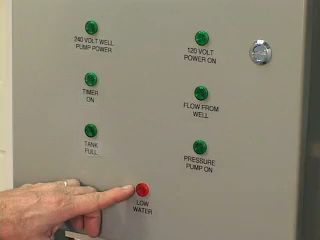 240 VOLT WELL
PUMP POWER
120 VOLT
POWER ON
TIMER
ON
FLOW FROM
WELL
TANK
FULL
PRESSURE
PUMP ON
LOW
WATER